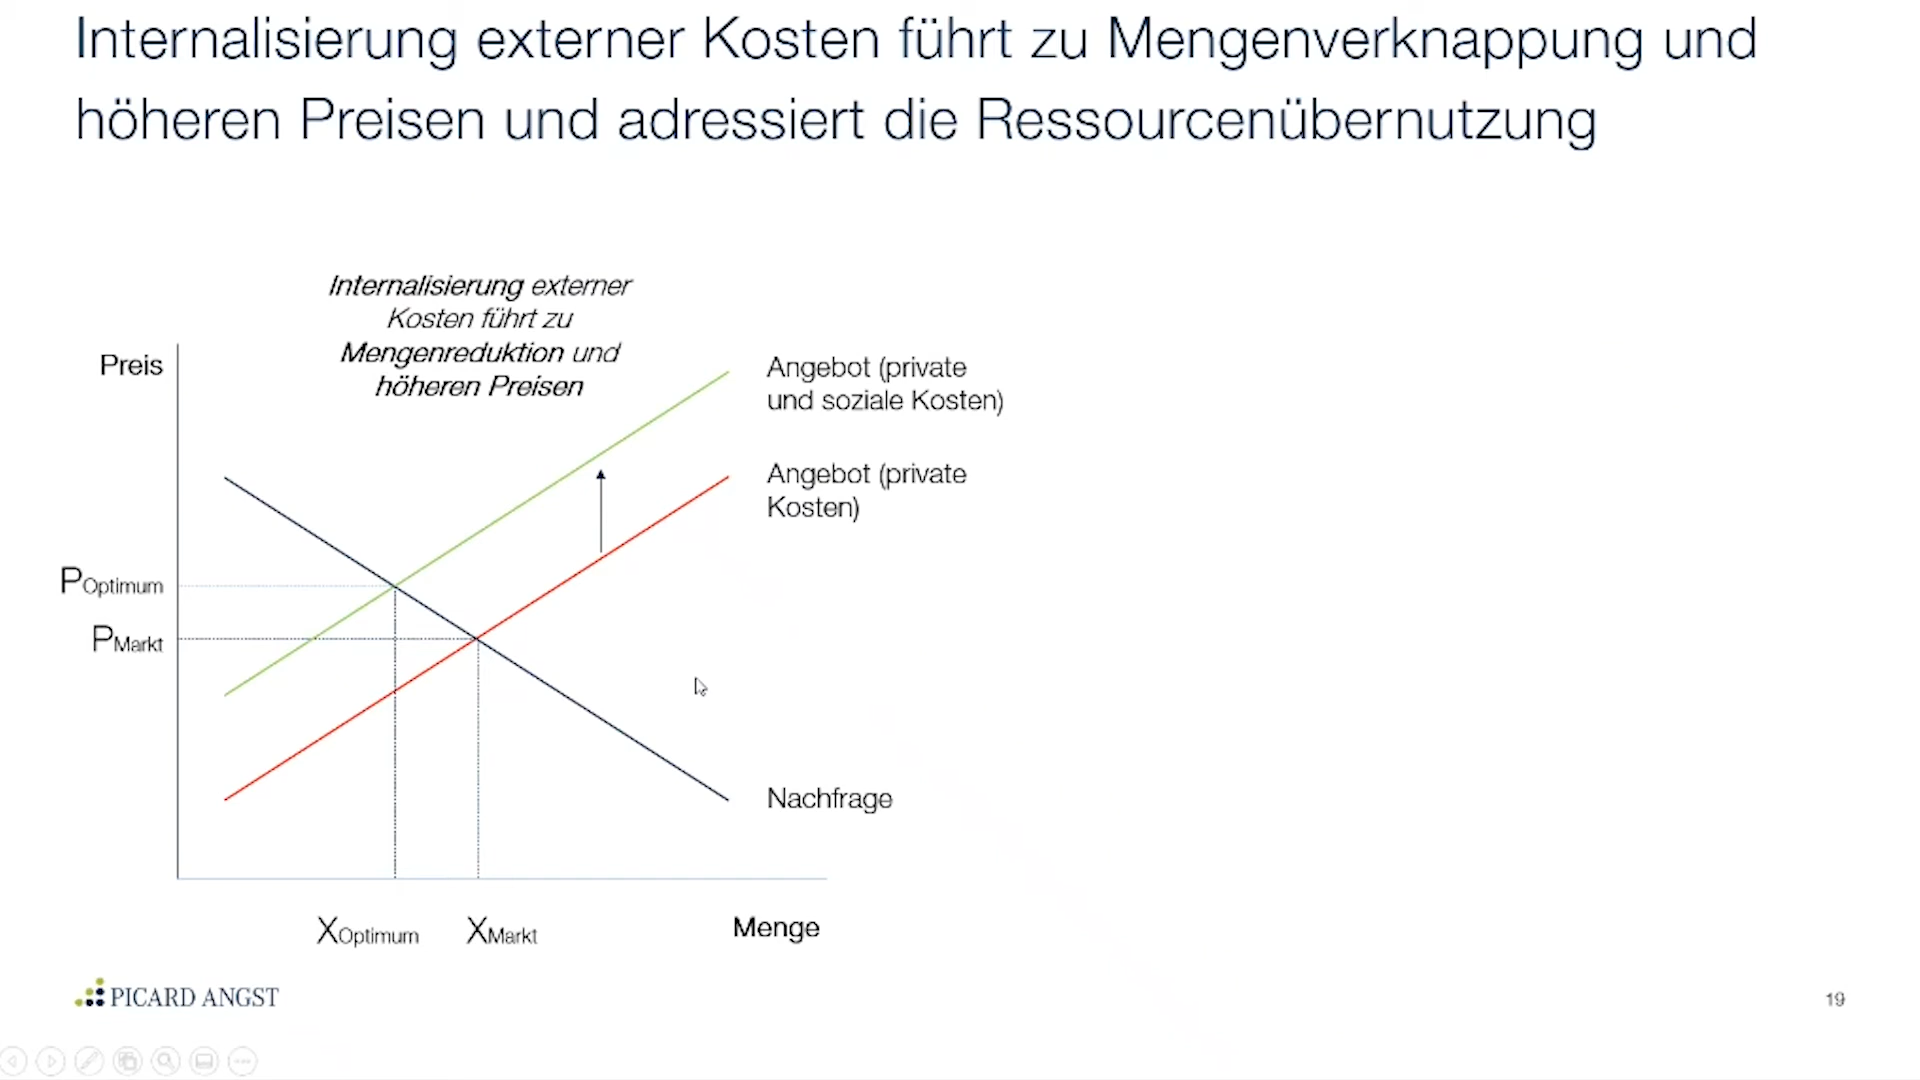 Internalisierung externer Kosten führt zu Mengenverknappung und
höheren Preisen und adressiert die Ressourcenübernutzung
Internalisierung externer
Kosten führt zu
Mengenreduktion und
höheren Preisen
Preis
Angebot (private
und soziale Kosten)
Angebot (private
Kosten)
POptimum
PMarkt
Nachfrage
XOptimum
XMarkt
Menge
PICARD ANGST
19